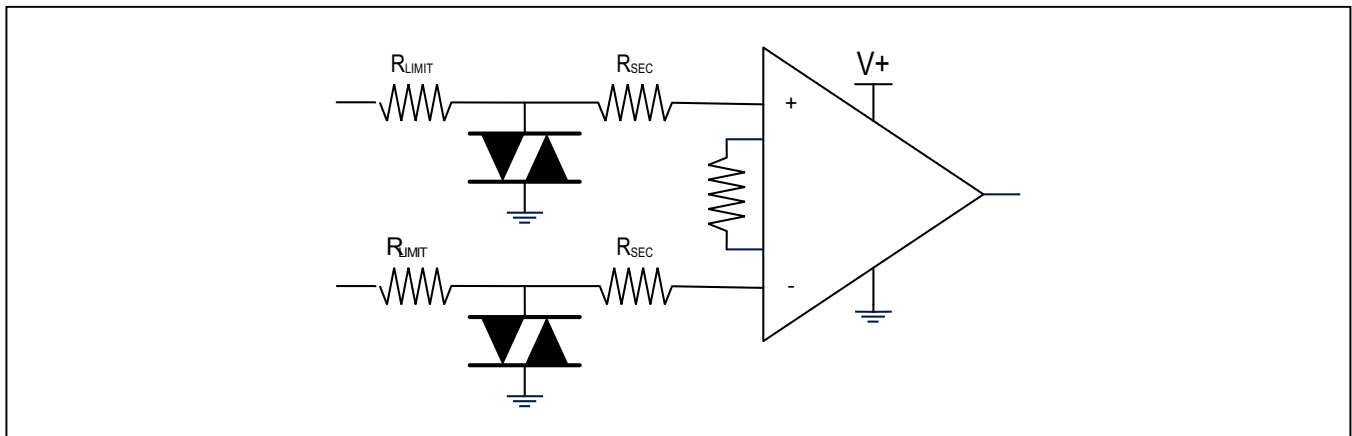 RLIMIT
RSEC
V+
+
RLIMIT
RSEC
-